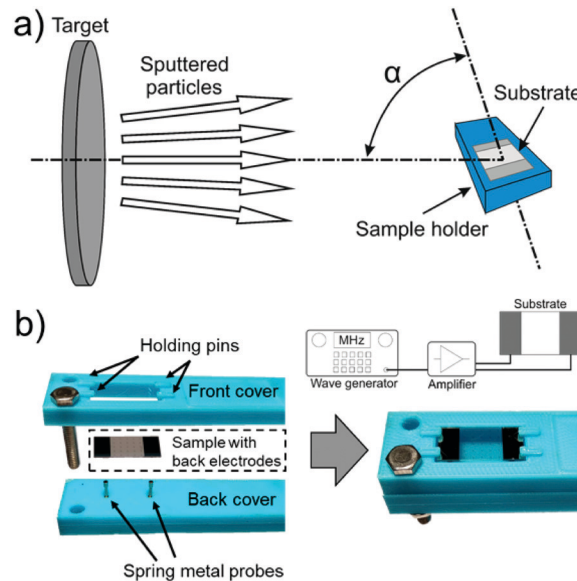 a)
Target
Sputtered
particles
α
Substrate
Sample holder
b)
Holding pins
Front cover
Sample with
back electrodes
Back cover
Spring metal probes
MHz
Wave generator
Amplifier
Substrate